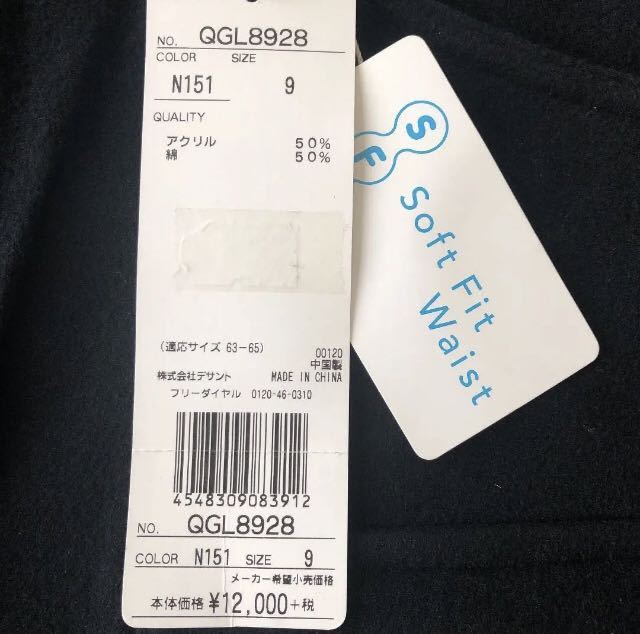 NO. QGL8928
COLOR SIZE
N151 9
QUALITY
アクリル 50%
綿 50%
(適応サイズ 63-65)
00120
中国製
株式会社デサント MADE IN CHINA
フリーダイヤル 0120-46-0310
4548309083912
NO. QGL8928
COLOR N151 SIZE 9
メーカー希望小売価格
本体価格 ¥12,000+税
S
F
Soft Fit
Waist